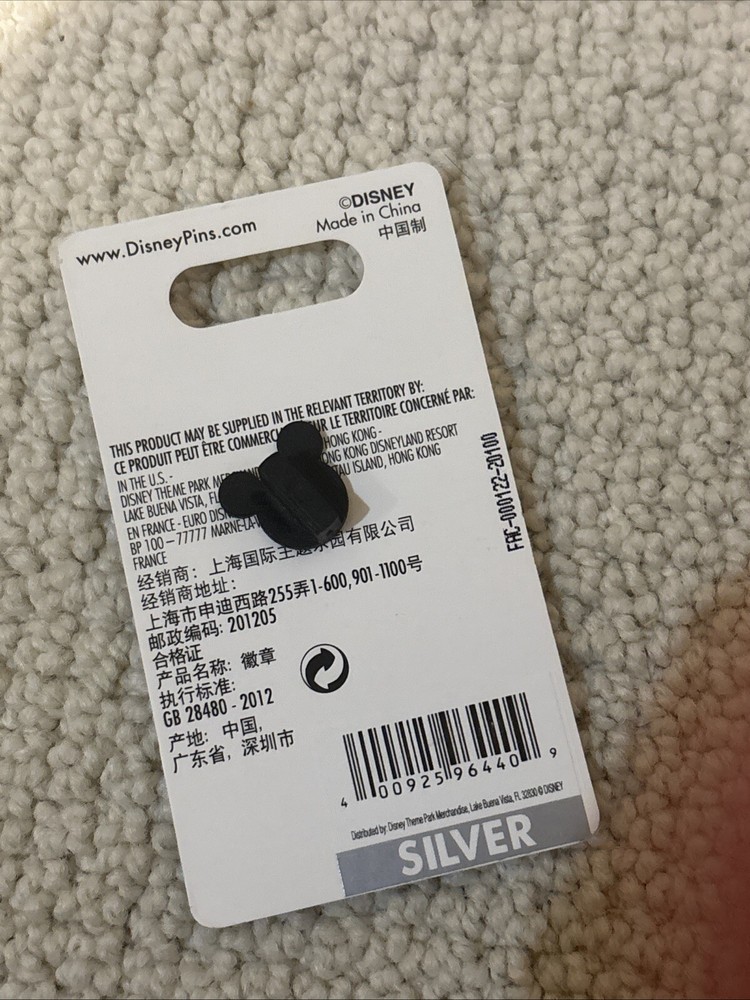 www.DisneyPins.com
©DISNEY
Made in China
中国制
THIS PRODUCT MAY BE SUPPLIED IN THE RELEVANT TERRITORY BY:
CE PRODUIT PEUT ÊTRE COMMERC UR LE TERRITOIRE CONCERNÉ PAR:
IN THE U.S. - HONG KONG -
DISNEY THEME PARK MER ONG KONG DISNEYLAND RESORT
LAKE BUENA VISTA, FL TAU ISLAND, HONG KONG
EN FRANCE - EURO DIS
BP 100 – 77777 MARNE-LA-V
FRANCE
经销商: 上海国际主题乐园有限公司
经销商地址:
上海市申迪西路255弄1-600,901-1100号
邮政编码: 201205
合格证
产品名称: 徽章
执行标准:
GB 28480 - 2012
产地: 中国,
广东省, 深圳市
FAC-000122-20100
4 00925 96440 9
Distributed by: Disney Theme Park Merchandise, Lake Buena Vista, FL 32830 © DISNEY
SILVER